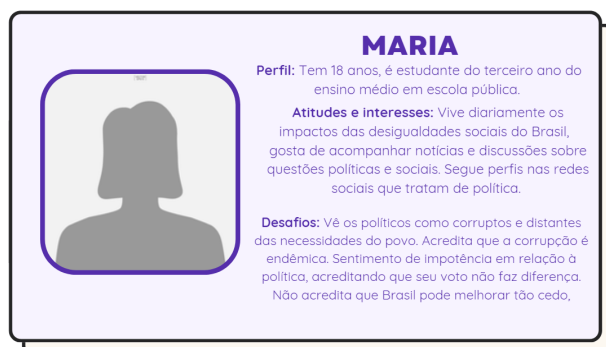 MARIA
Perfil: Tem 18 anos, é estudante do terceiro ano do
ensino médio em escola pública.
Atitudes e interesses: Vive diariamente os
impactos das desigualdades sociais do Brasil,
gosta de acompanhar notícias e discussões sobre
questões políticas e sociais. Segue perfis nas redes
sociais que tratam de política.
Desafios: Vê os políticos como corruptos e distantes
das necessidades do povo. Acredita que a corrupção é
endêmica. Sentimento de impotência em relação à
política, acreditando que seu voto não faz diferença.
Não acredita que Brasil pode melhorar tão cedo,